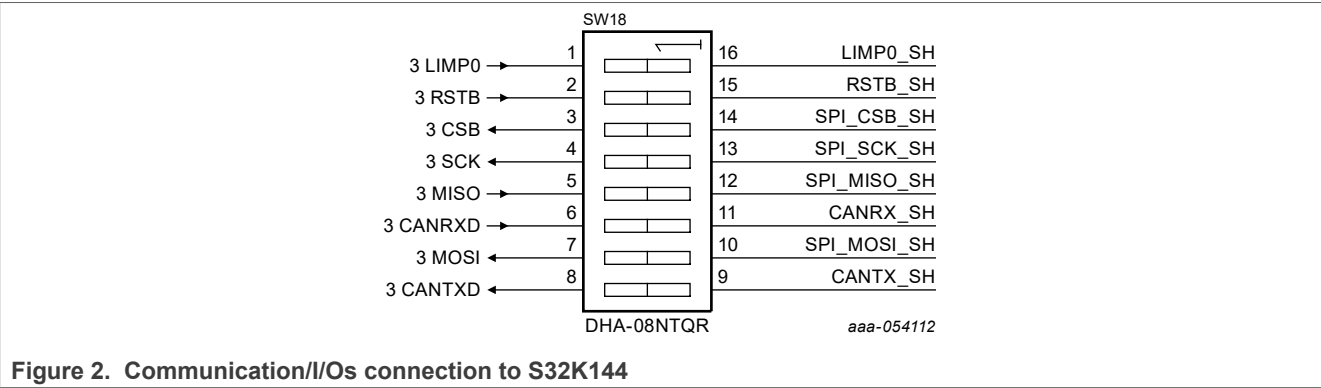 SW18
3 LIMP0 1 16 LIMP0_SH
3 RSTB 2 15 RSTB_SH
3 CSB 3 14 SPI_CSB_SH
3 SCK 4 13 SPI_SCK_SH
3 MISO 5 12 SPI_MISO_SH
3 CANRXD 6 11 CANRX_SH
3 MOSI 7 10 SPI_MOSI_SH
3 CANTXD 8 9 CANTX_SH
DHA-08NTQR aaa-054112
Figure 2. Communication/I/Os connection to S32K144